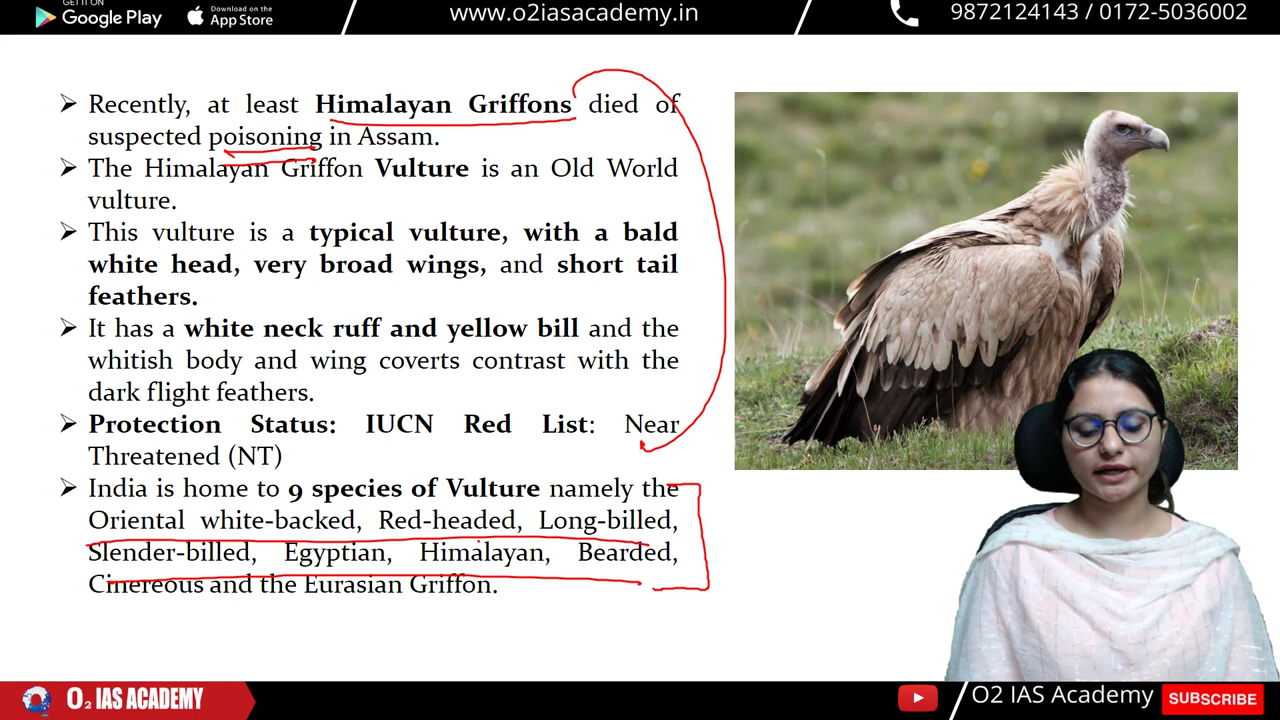 GET IT ON
Google Play
Download on the
App Store
www.o2iasacademy.in
9872124143 / 0172-5036002
➢ Recently, at least Himalayan Griffons died of
suspected poisoning in Assam.
➢ The Himalayan Griffon Vulture is an Old World
vulture.
➢ This vulture is a typical vulture, with a bald
white head, very broad wings, and short tail
feathers.
➢ It has a white neck ruff and yellow bill and the
whitish body and wing coverts contrast with the
dark flight feathers.
➢ Protection Status: IUCN Red List: Near
Threatened (NT)
➢ India is home to 9 species of Vulture namely the
Oriental white-backed, Red-headed, Long-billed,
Slender-billed, Egyptian, Himalayan, Bearded,
Cinereous and the Eurasian Griffon.
O2 IAS ACADEMY
O2 IAS Academy
SUBSCRIBE